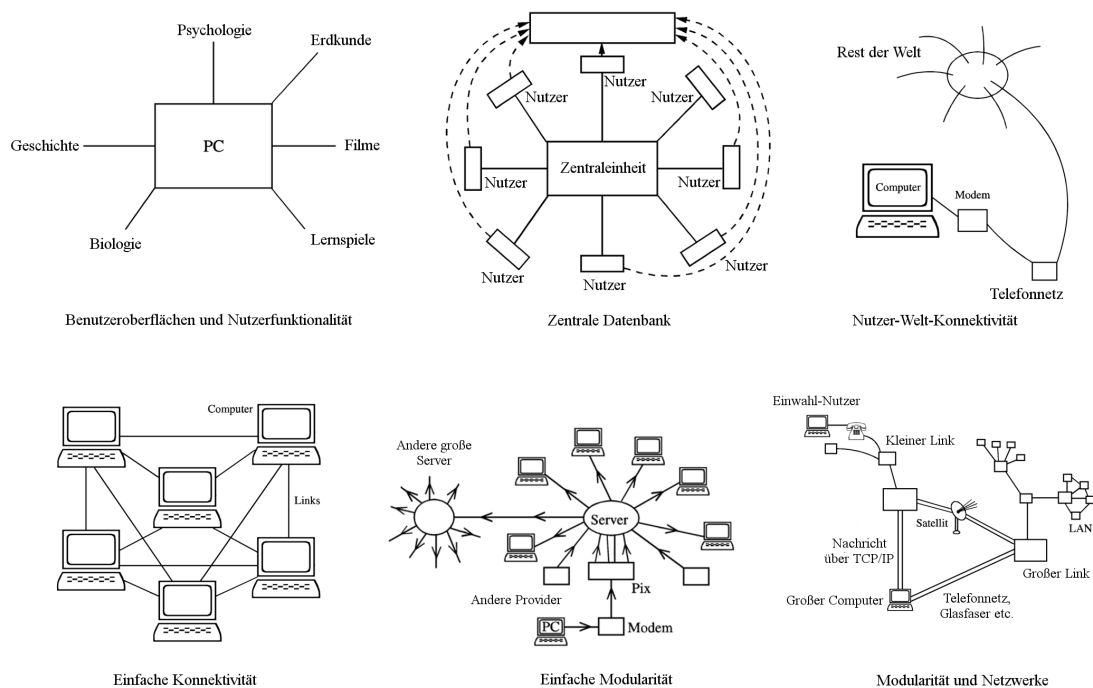 Psychologie
Erdkunde
Geschichte
PC
Filme
Biologie
Lernspiele
Benutzeroberflächen und Nutzerfunktionalität
Nutzer
Nutzer
Nutzer
Zentraleinheit
Nutzer
Nutzer
Nutzer
Nutzer
Nutzer
Zentrale Datenbank
Rest der Welt
Computer
Modem
Telefonnetz
Nutzer-Welt-Konnektivität
Computer
Links
Einfache Konnektivität
Andere große
Server
Server
Pix
Andere Provider
PC
Modem
Einfache Modularität
Einwahl-Nutzer
Kleiner Link
Satellit
LAN
Nachricht
über TCP/IP
Großer Link
Großer Computer
Telefonnetz,
Glasfaser etc.
Modularität und Netzwerke